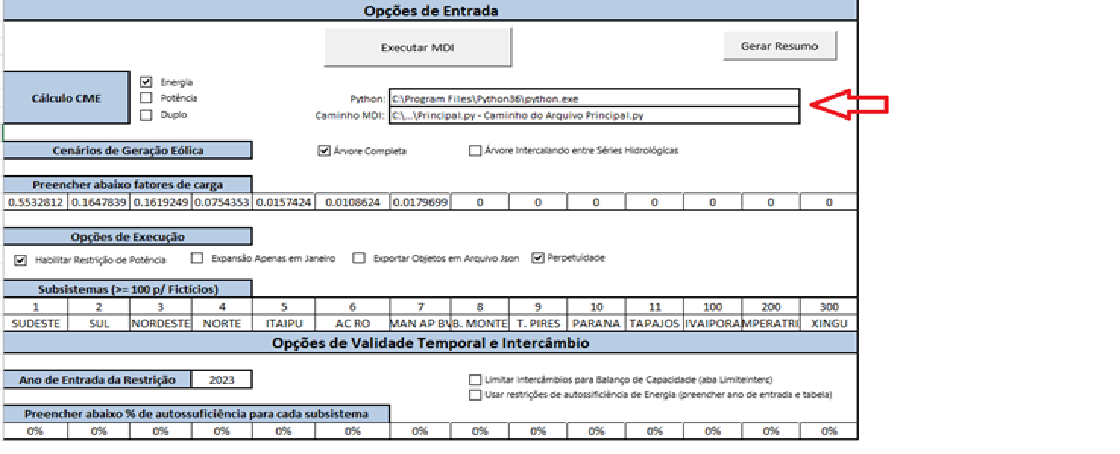 Opções de Entrada
Executar MDI
Gerar Resumo
Cálculo CME
Energia
Potência
Duplo
Python: C:\Program Files\Python36\python.exe
Caminho MDI: C:\...\Principal.py - Caminho do Arquivo Principal.py
Cenários de Geração Eólica
Árvore Completa
Árvore Intercalando entre Séries Hidrológicas
Preencher abaixo fatores de carga
0.5532812 0.1647839 0.1619249 0.0754353 0.0157424 0.0108624 0.0179699 0 0 0 0 0 0 0
Opções de Execução
Habilitar Restrição de Potência
Expansão Apenas em Janeiro
Exportar Objetos em Arquivo Json
Perpetuidade
Subsistemas (>= 100 p/ Fictícios)
1 2 3 4 5 6 7 8 9 10 11 100 200 300
SUDESTE SUL NORDESTE NORTE ITAIPU AC RO MAN AP BV B. MONTE T. PIRES PARANA TAPAJOS IVAIPORA MPERATRI XINGU
Opções de Validade Temporal e Intercâmbio
Ano de Entrada da Restrição 2023
Limitar Intercâmbios para Balanço de Capacidade (aba LimiteInterc)
Usar restrições de autossificiência de Energia (preencher ano de entrada e tabela)
Preencher abaixo % de autossuficiência para cada subsistema
0% 0% 0% 0% 0% 0% 0% 0% 0% 0% 0% 0% 0% 0%